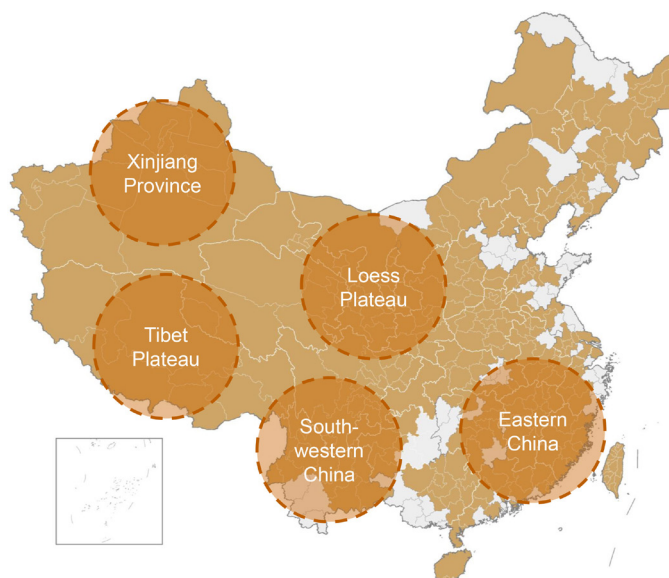 Xinjiang
Province
Loess
Plateau
Tibet
Plateau
South-
western
China
Eastern
China